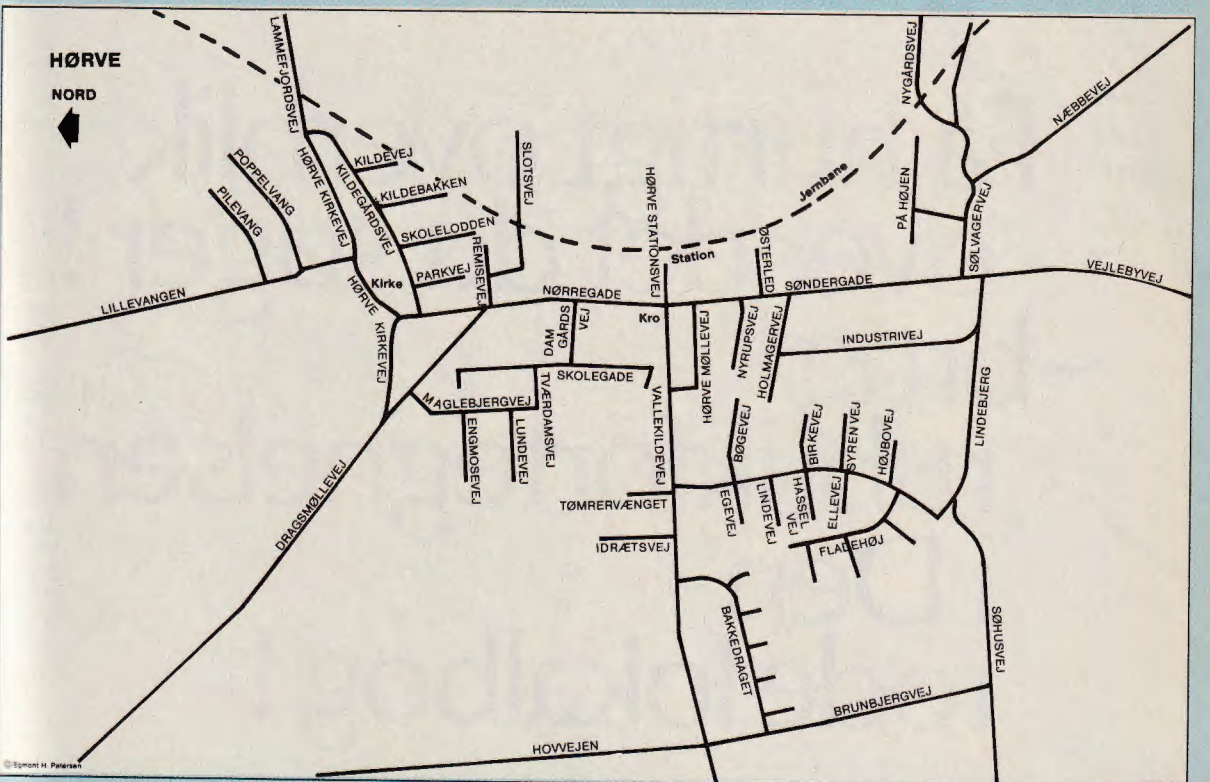 HØRVE
NORD
LAMMEFJORDSVEJ
HØRVE KIRKEVEJ
POPPELVANG
PILEVANG
KILDEVEJ
KILDEGÅRDSVEJ
KILDEBAKKEN
SKOLELODDEN
REMISEVEJ
PARKVEJ
SLOTSVEJ
Kirke
LILLEVANGEN
HØRVE
KIRKEVEJ
NØRREGADE
HØRVE STATIONSVEJ
Station
Kro
Jernbane
ØSTERLED
SØNDERGADE
NYGÅRDSVEJ
NÆBBEVEJ
PÅ HØJEN
SØLVAGERVEJ
VEJLEBYVEJ
DAM
GÅRDS
VEJ
SKOLEGADE
TVÆRDAMSVEJ
MAGLEBJERGVEJ
ENGMOSEVEJ
LUNDEVEJ
VALLEKILDEVEJ
HØRVE MØLLEVEJ
NYRUPSVEJ
HOLMAGERVEJ
INDUSTRIVEJ
LINDEBJERG
BØGEVEJ
BIRKEVEJ
SYRENVEJ
HØJBOVEJ
EGEVEJ
LINDEVEJ
HASSEL
VEJ
ELLEVEJ
FLADEHØJ
TØMRERVÆNGET
IDRÆTSVEJ
DRAGSMØLLEVEJ
BAKKEDRAGET
SØHUSVEJ
BRUNBJERGVEJ
HOVVEJEN
© Egmont H. Petersen